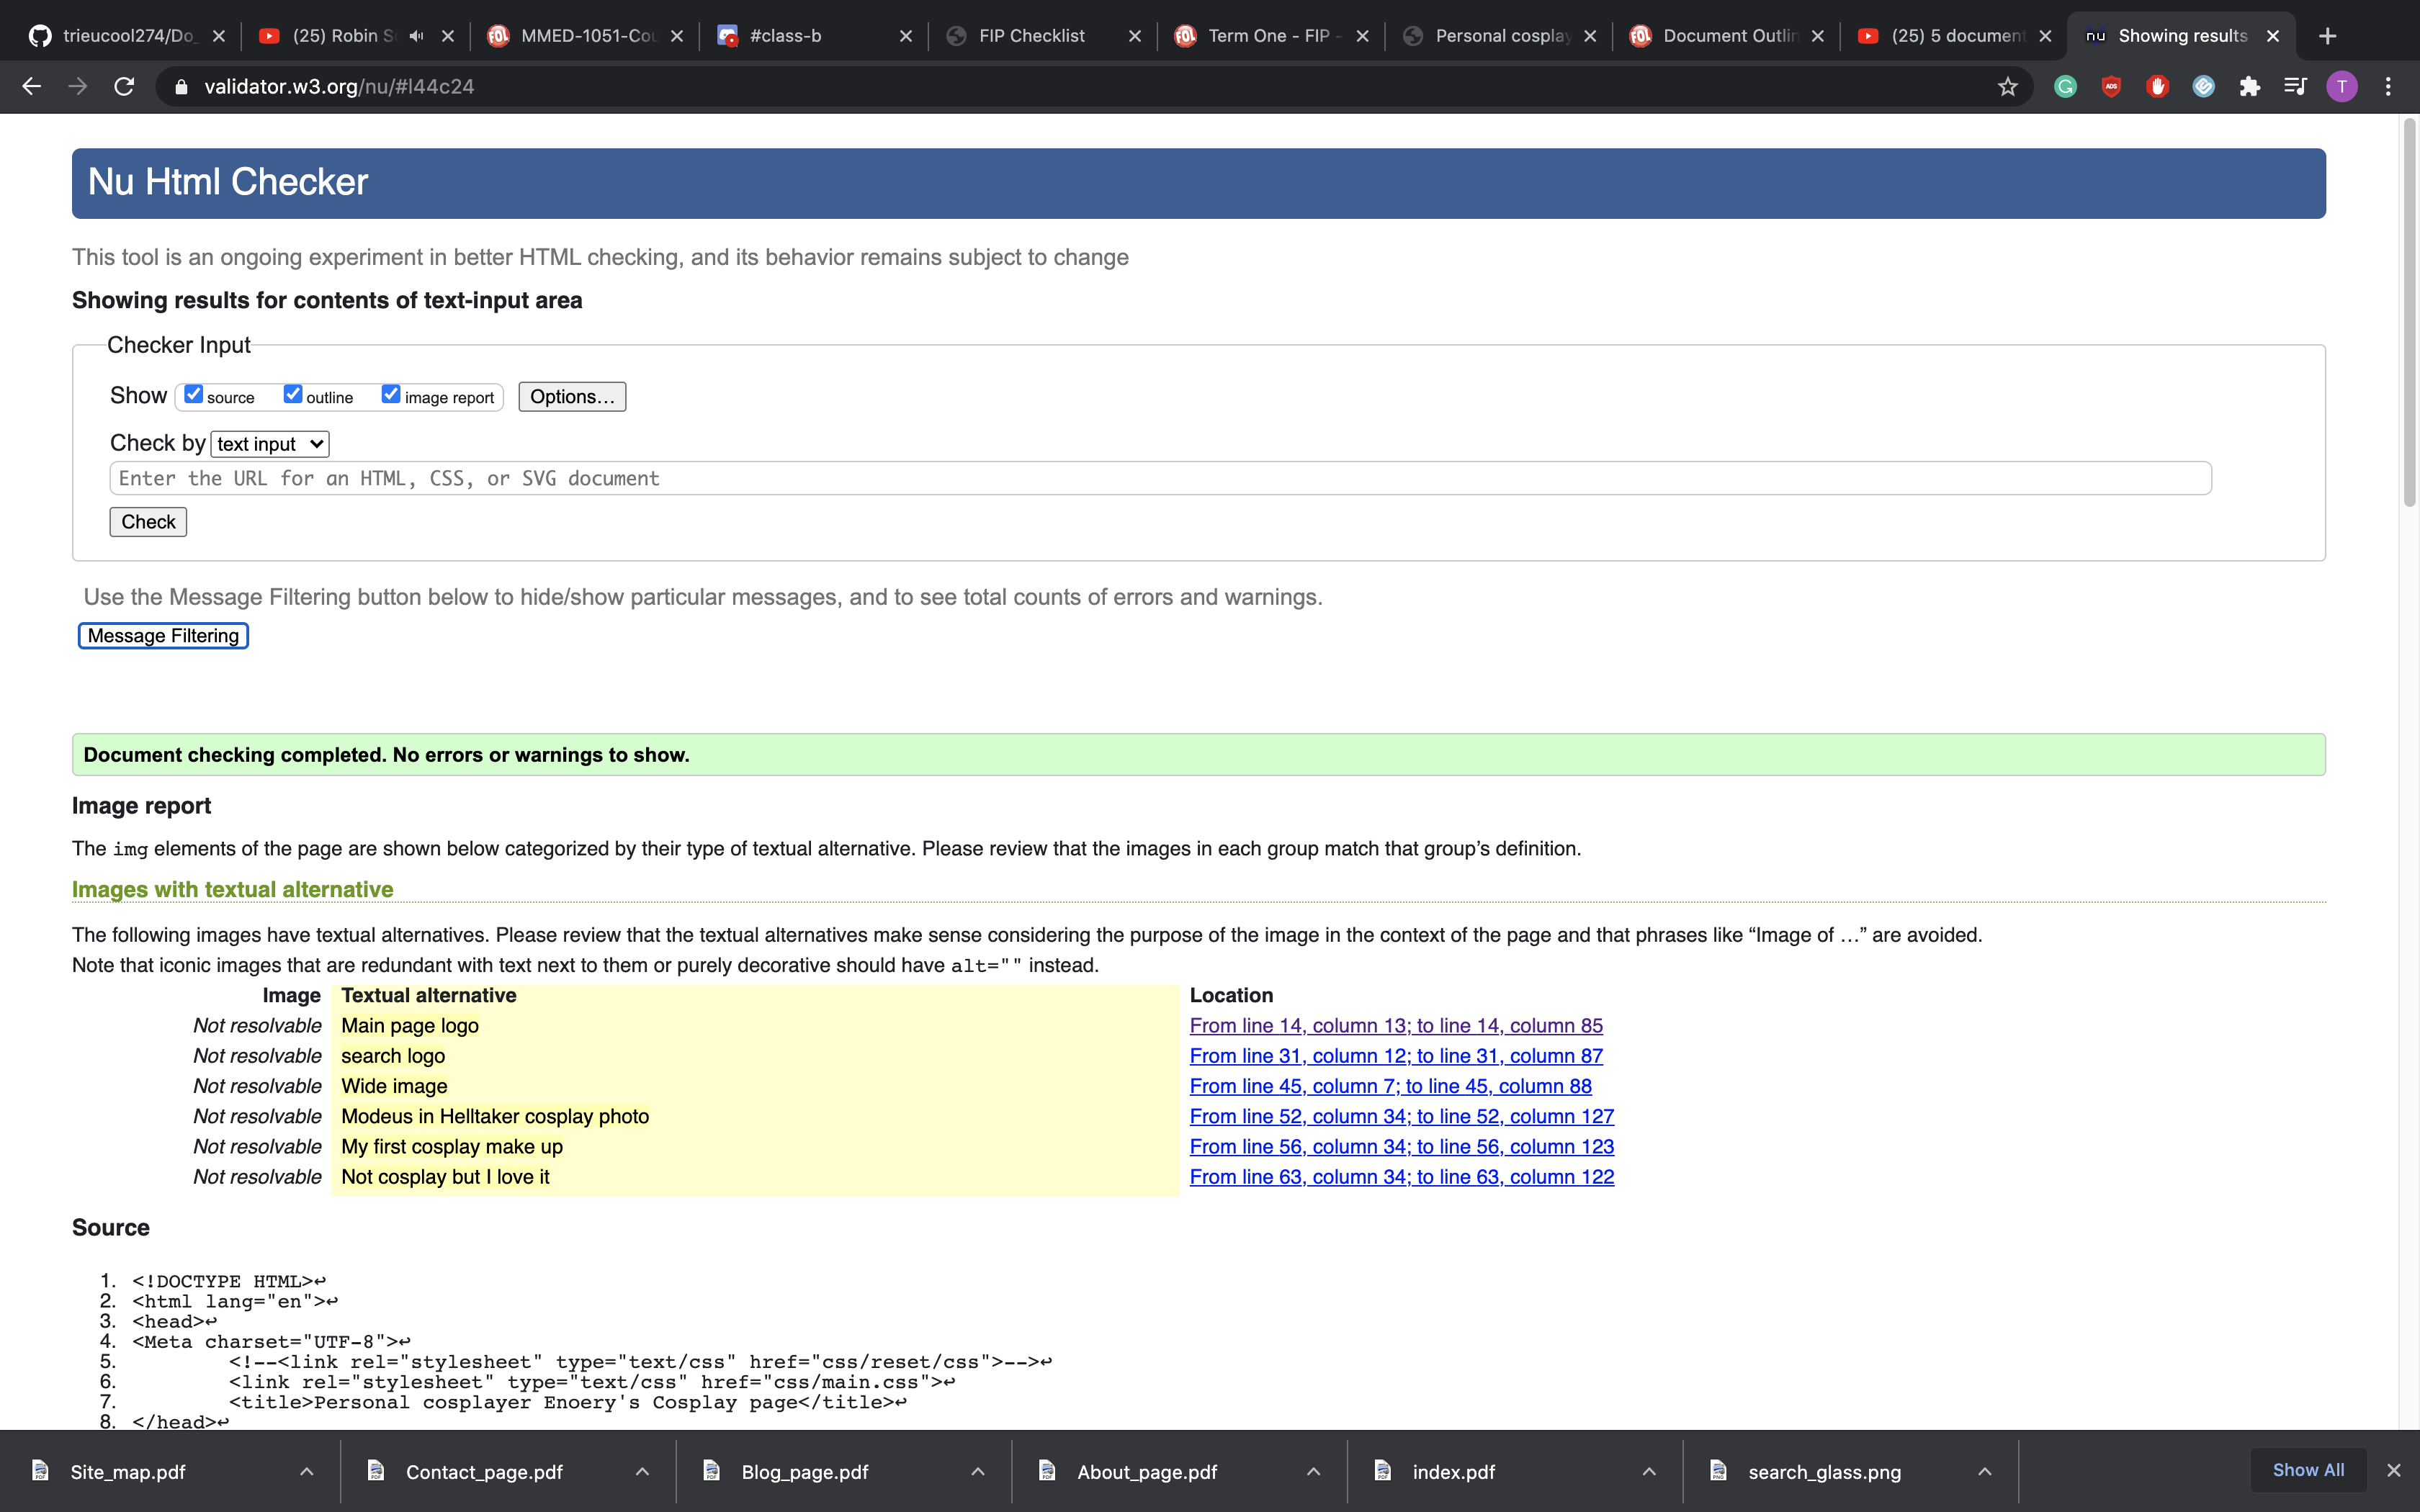 trieucool274/Do_
(25) Robin S
MMED-1051-Cou
#class-b
FIP Checklist
Term One - FIP -
Personal cosplay
Document Outlin
(25) 5 document
nu Showing results
validator.w3.org/nu/#l44c24
T
Nu Html Checker
This tool is an ongoing experiment in better HTML checking, and its behavior remains subject to change
Showing results for contents of text-input area
Checker Input
Show source outline image report Options...
Check by text input
Enter the URL for an HTML, CSS, or SVG document
Check
Use the Message Filtering button below to hide/show particular messages, and to see total counts of errors and warnings.
Message Filtering
Document checking completed. No errors or warnings to show.
Image report
The img elements of the page are shown below categorized by their type of textual alternative. Please review that the images in each group match that group’s definition.
Images with textual alternative
The following images have textual alternatives. Please review that the textual alternatives make sense considering the purpose of the image in the context of the page and that phrases like “Image of …” are avoided.
Note that iconic images that are redundant with text next to them or purely decorative should have alt="" instead.
Image Textual alternative Location
Not resolvable Main page logo From line 14, column 13; to line 14, column 85
Not resolvable search logo From line 31, column 12; to line 31, column 87
Not resolvable Wide image From line 45, column 7; to line 45, column 88
Not resolvable Modeus in Helltaker cosplay photo From line 52, column 34; to line 52, column 127
Not resolvable My first cosplay make up From line 56, column 34; to line 56, column 123
Not resolvable Not cosplay but I love it From line 63, column 34; to line 63, column 122
Source
1. <!DOCTYPE HTML>↩
2. <html lang="en">↩
3. <head>↩
4. <Meta charset="UTF-8">↩
5. <!--<link rel="stylesheet" type="text/css" href="css/reset/css">-->↩
6. <link rel="stylesheet" type="text/css" href="css/main.css">↩
7. <title>Personal cosplayer Enoery's Cosplay page</title>↩
8. </head>↩
Site_map.pdf
Contact_page.pdf
Blog_page.pdf
About_page.pdf
index.pdf
search_glass.png
Show All